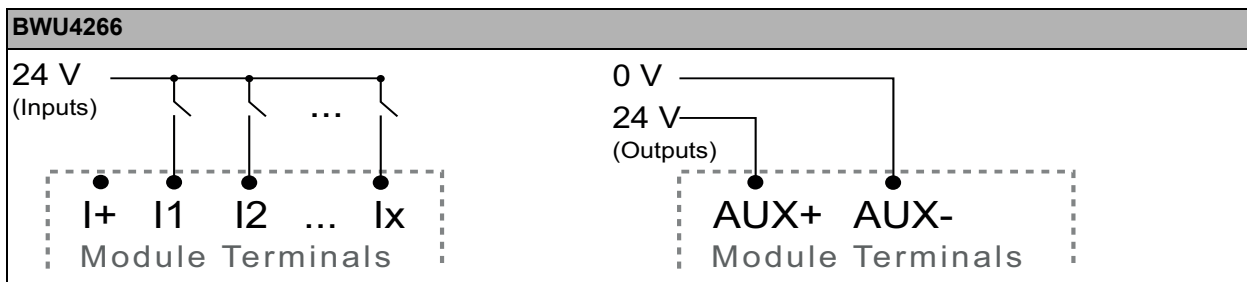 BWU4266
24 V
(Inputs)
...
I+ I1 I2 ... Ix
Module Terminals
0 V
24 V
(Outputs)
AUX+ AUX-
Module Terminals